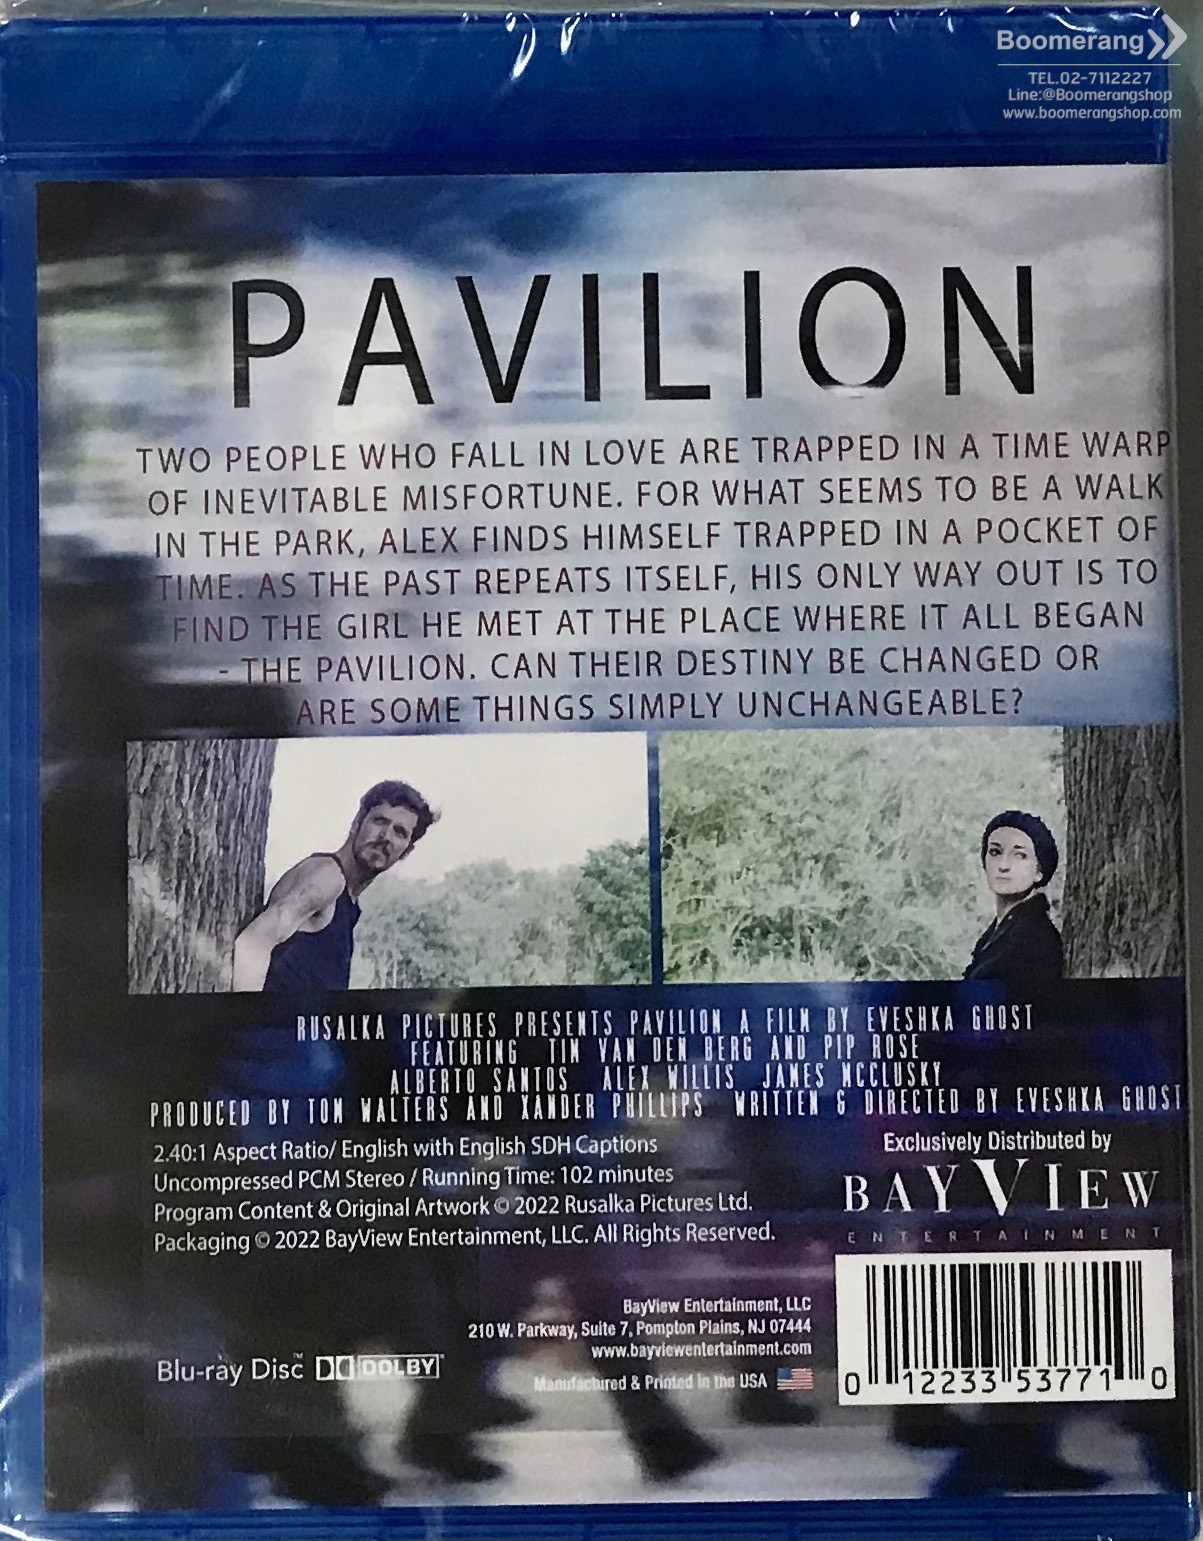 Boomerang
TEL.02-7112227
Line:@Boomerangshop
www.boomerangshop.com
PAVILION
TWO PEOPLE WHO FALL IN LOVE ARE TRAPPED IN A TIME WARP
OF INEVITABLE MISFORTUNE. FOR WHAT SEEMS TO BE A WALK
IN THE PARK, ALEX FINDS HIMSELF TRAPPED IN A POCKET OF
TIME. AS THE PAST REPEATS ITSELF, HIS ONLY WAY OUT IS TO
FIND THE GIRL HE MET AT THE PLACE WHERE IT ALL BEGAN
- THE PAVILION. CAN THEIR DESTINY BE CHANGED OR
ARE SOME THINGS SIMPLY UNCHANGEABLE?
RUSALKA PICTURES PRESENTS PAVILION A FILM BY EVESHKA GHOST
FEATURING TIM VAN DEN BERG AND PIP ROSE
ALBERTO SANTOS ALEX WILLIS JAMES MCCLUSKY
PRODUCED BY TOM WALTERS AND XANDER PHILLIPS WRITTEN & DIRECTED BY EVESHKA GHOST
2.40:1 Aspect Ratio/ English with English SDH Captions
Uncompressed PCM Stereo / Running Time: 102 minutes
Program Content & Original Artwork © 2022 Rusalka Pictures Ltd.
Packaging © 2022 BayView Entertainment, LLC. All Rights Reserved.
Exclusively Distributed by
BAYVIEW
ENTERTAINMENT
BayView Entertainment, LLC
210 W. Parkway, Suite 7, Pompton Plains, NJ 07444
www.bayviewentertainment.com
Manufactured & Printed in the USA
Blu-ray Disc™ DOLBY
0 12233 53771 0